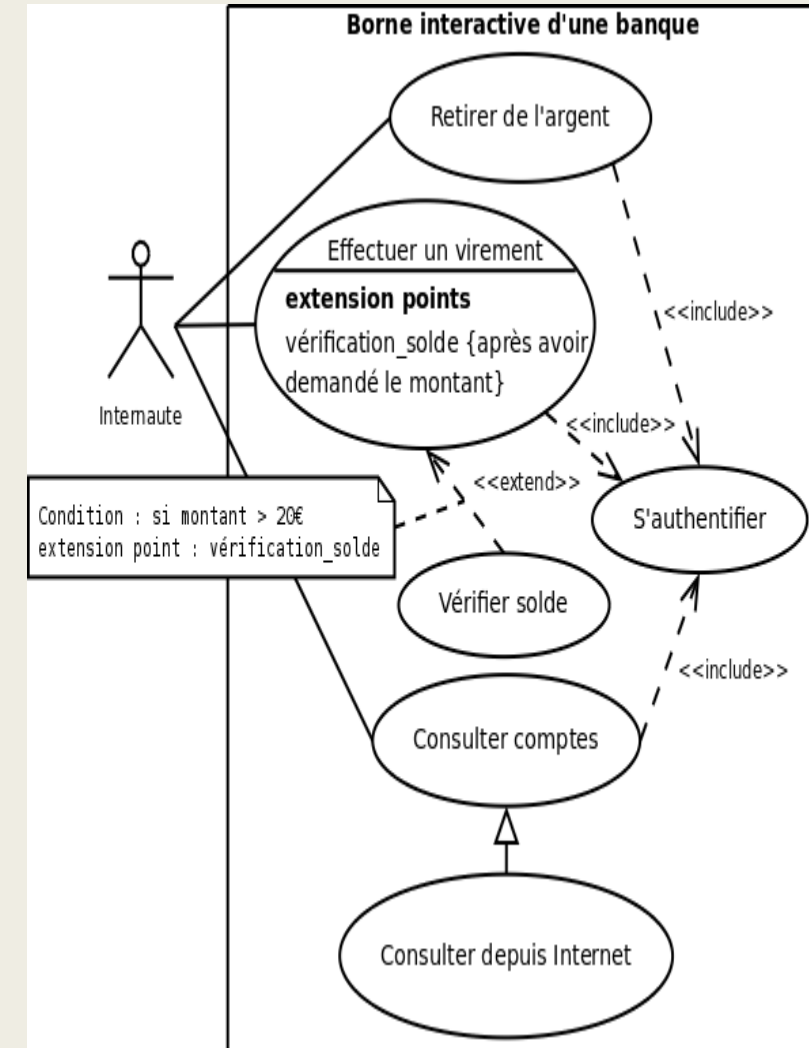 Borne interactive d'une banque
Retirer de l'argent
Effectuer un virement
extension points
vérification_solde {après avoir
demandé le montant}
<<include>>
Internaute
<<include>>
<<extend>>
Condition : si montant > 20€
extension point : vérification_solde
S'authentifier
Vérifier solde
<<include>>
Consulter comptes
Consulter depuis Internet